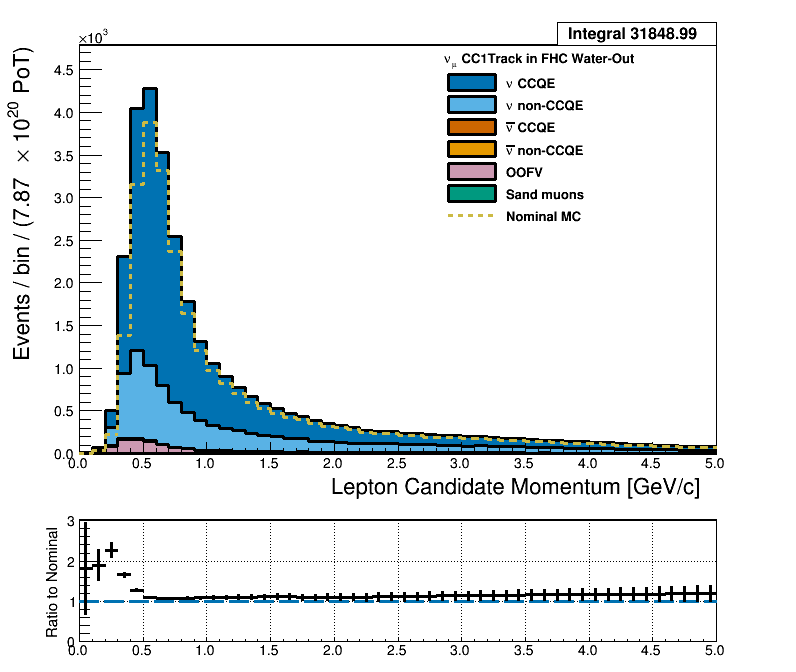 Integral 31848.99
×10³
ν_μ CC1Track in FHC Water-Out
ν CCQE
ν non-CCQE
ν̅ CCQE
ν̅ non-CCQE
OOFV
Sand muons
Nominal MC
Events / bin / (7.87 × 10²⁰ PoT)
4.5
4.0
3.5
3.0
2.5
2.0
1.5
1.0
0.5
0.0
0.0 0.5 1.0 1.5 2.0 2.5 3.0 3.5 4.0 4.5 5.0
Lepton Candidate Momentum [GeV/c]
Ratio to Nominal
3
2
1
0
0.0 0.5 1.0 1.5 2.0 2.5 3.0 3.5 4.0 4.5 5.0